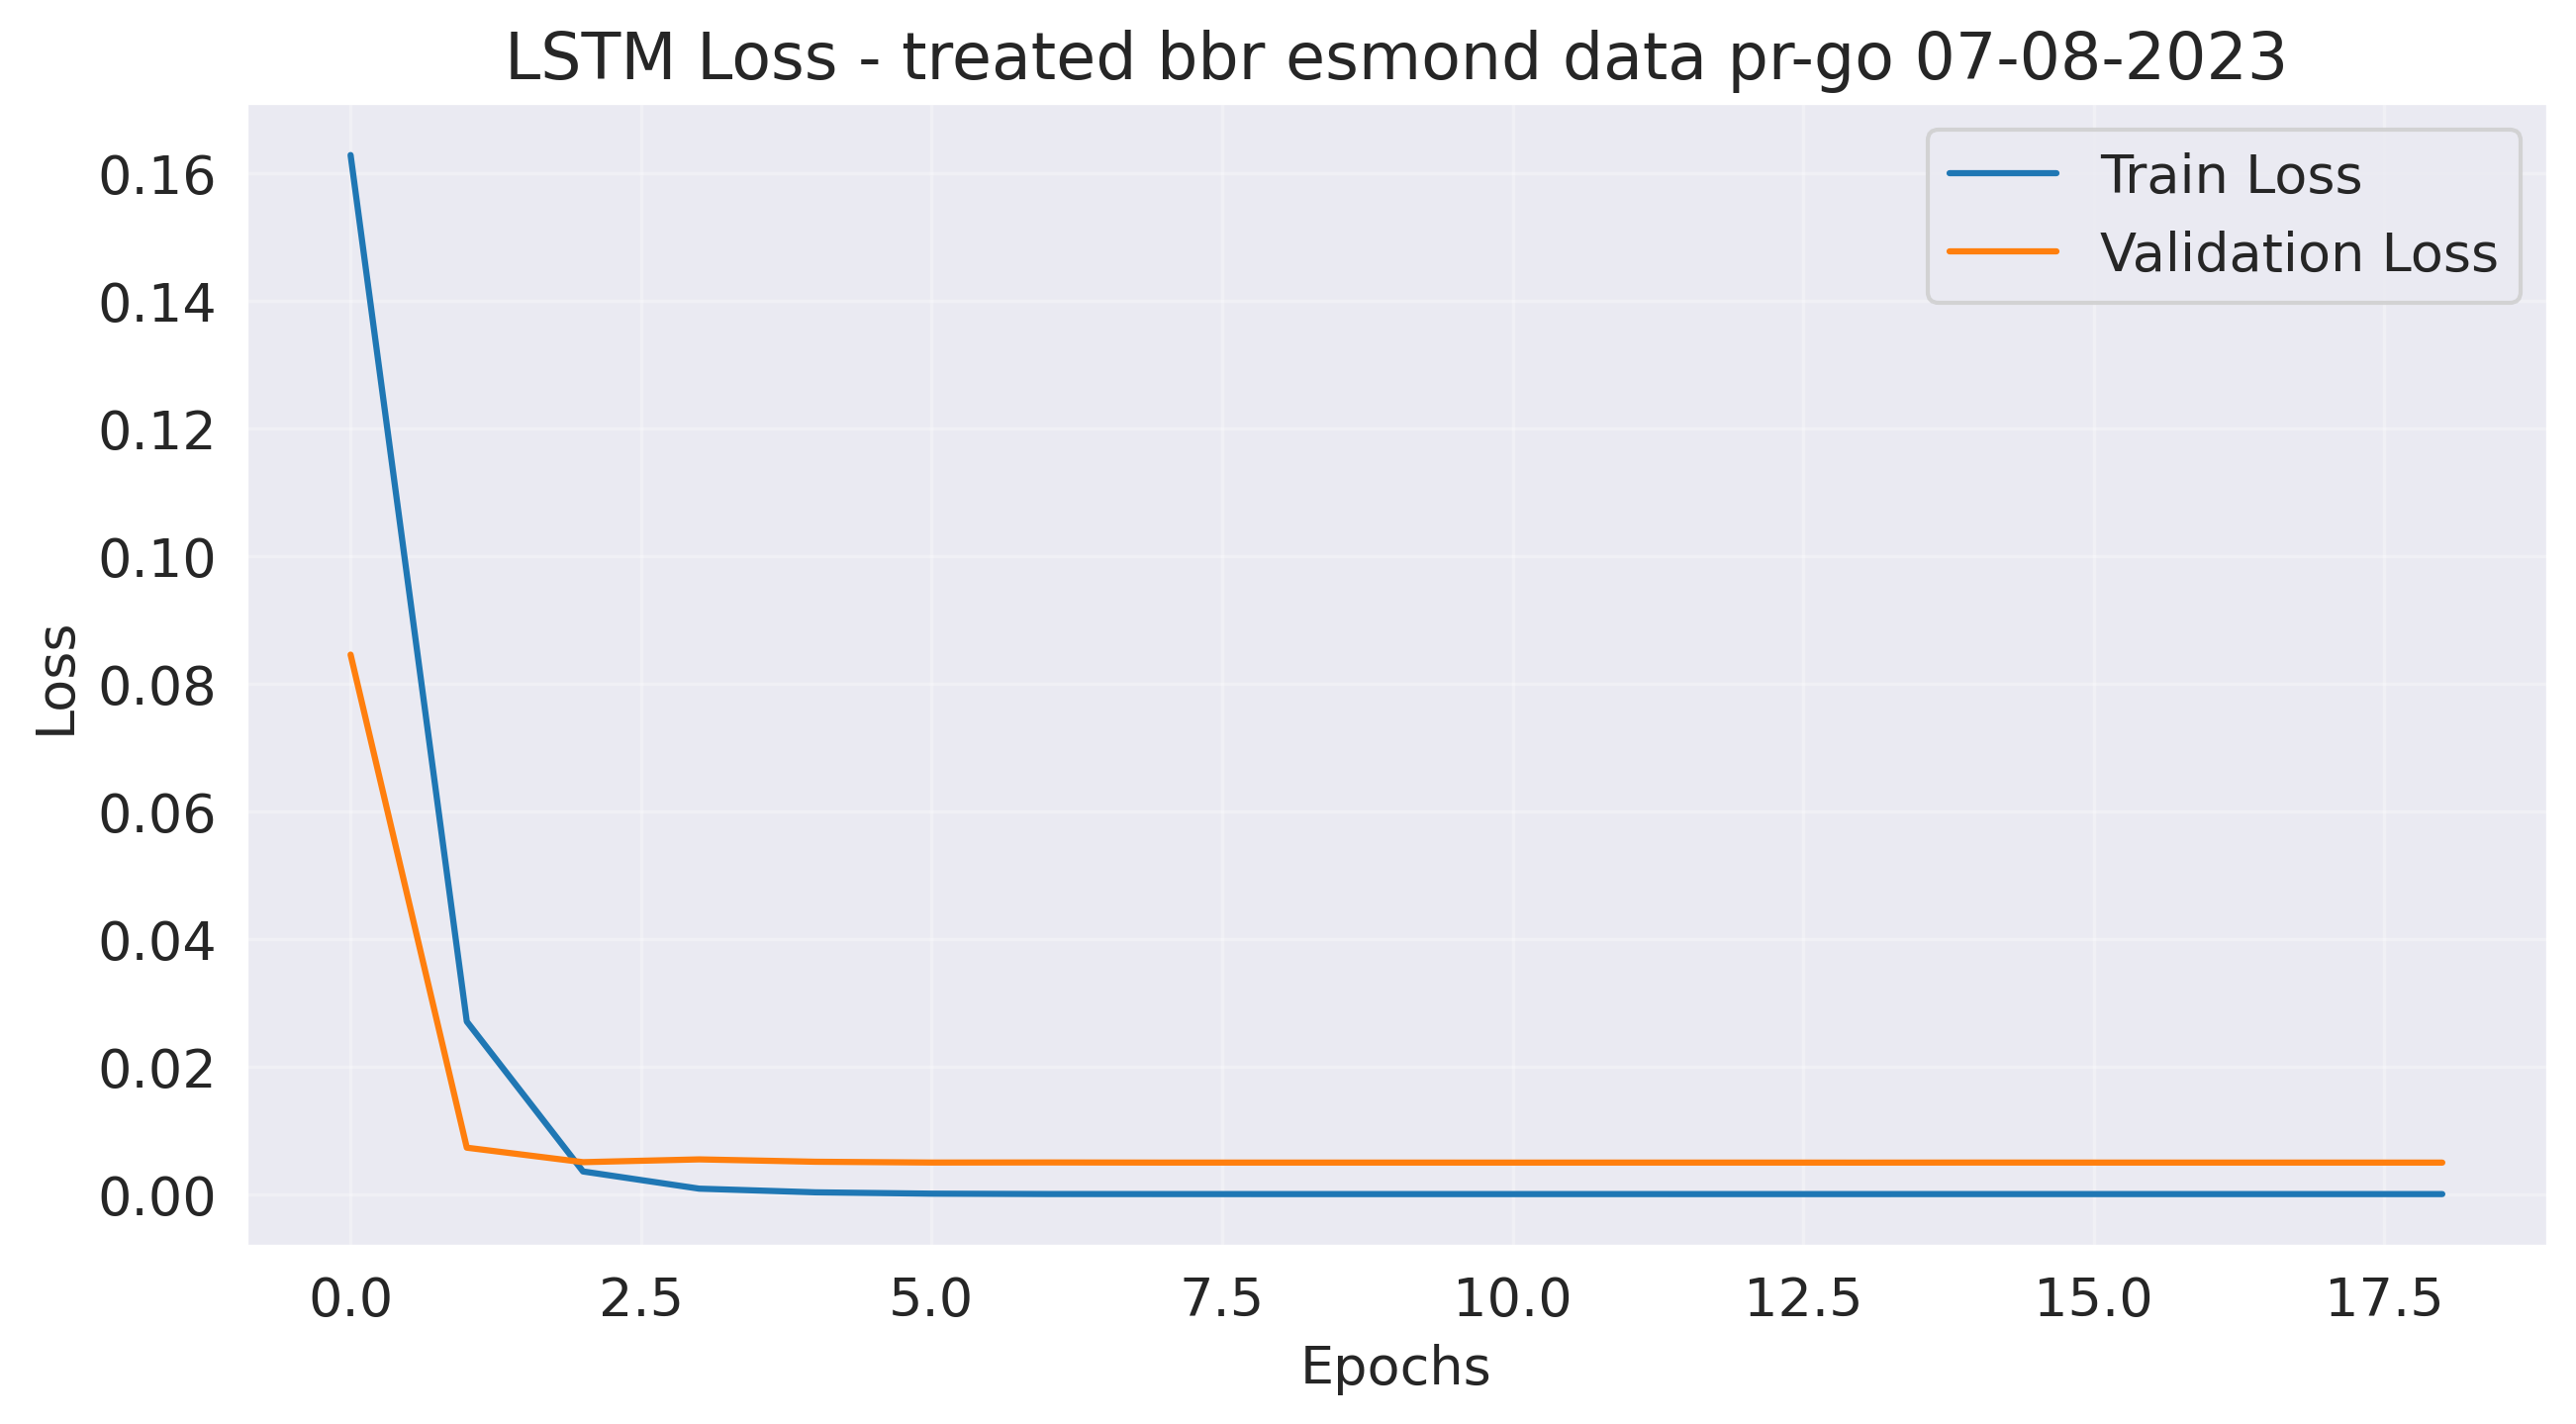 LSTM Loss - treated bbr esmond data pr-go 07-08-2023
Train Loss
Validation Loss
0.16
0.14
0.12
0.10
0.08
0.06
0.04
0.02
0.00
Loss
0.0 2.5 5.0 7.5 10.0 12.5 15.0 17.5
Epochs